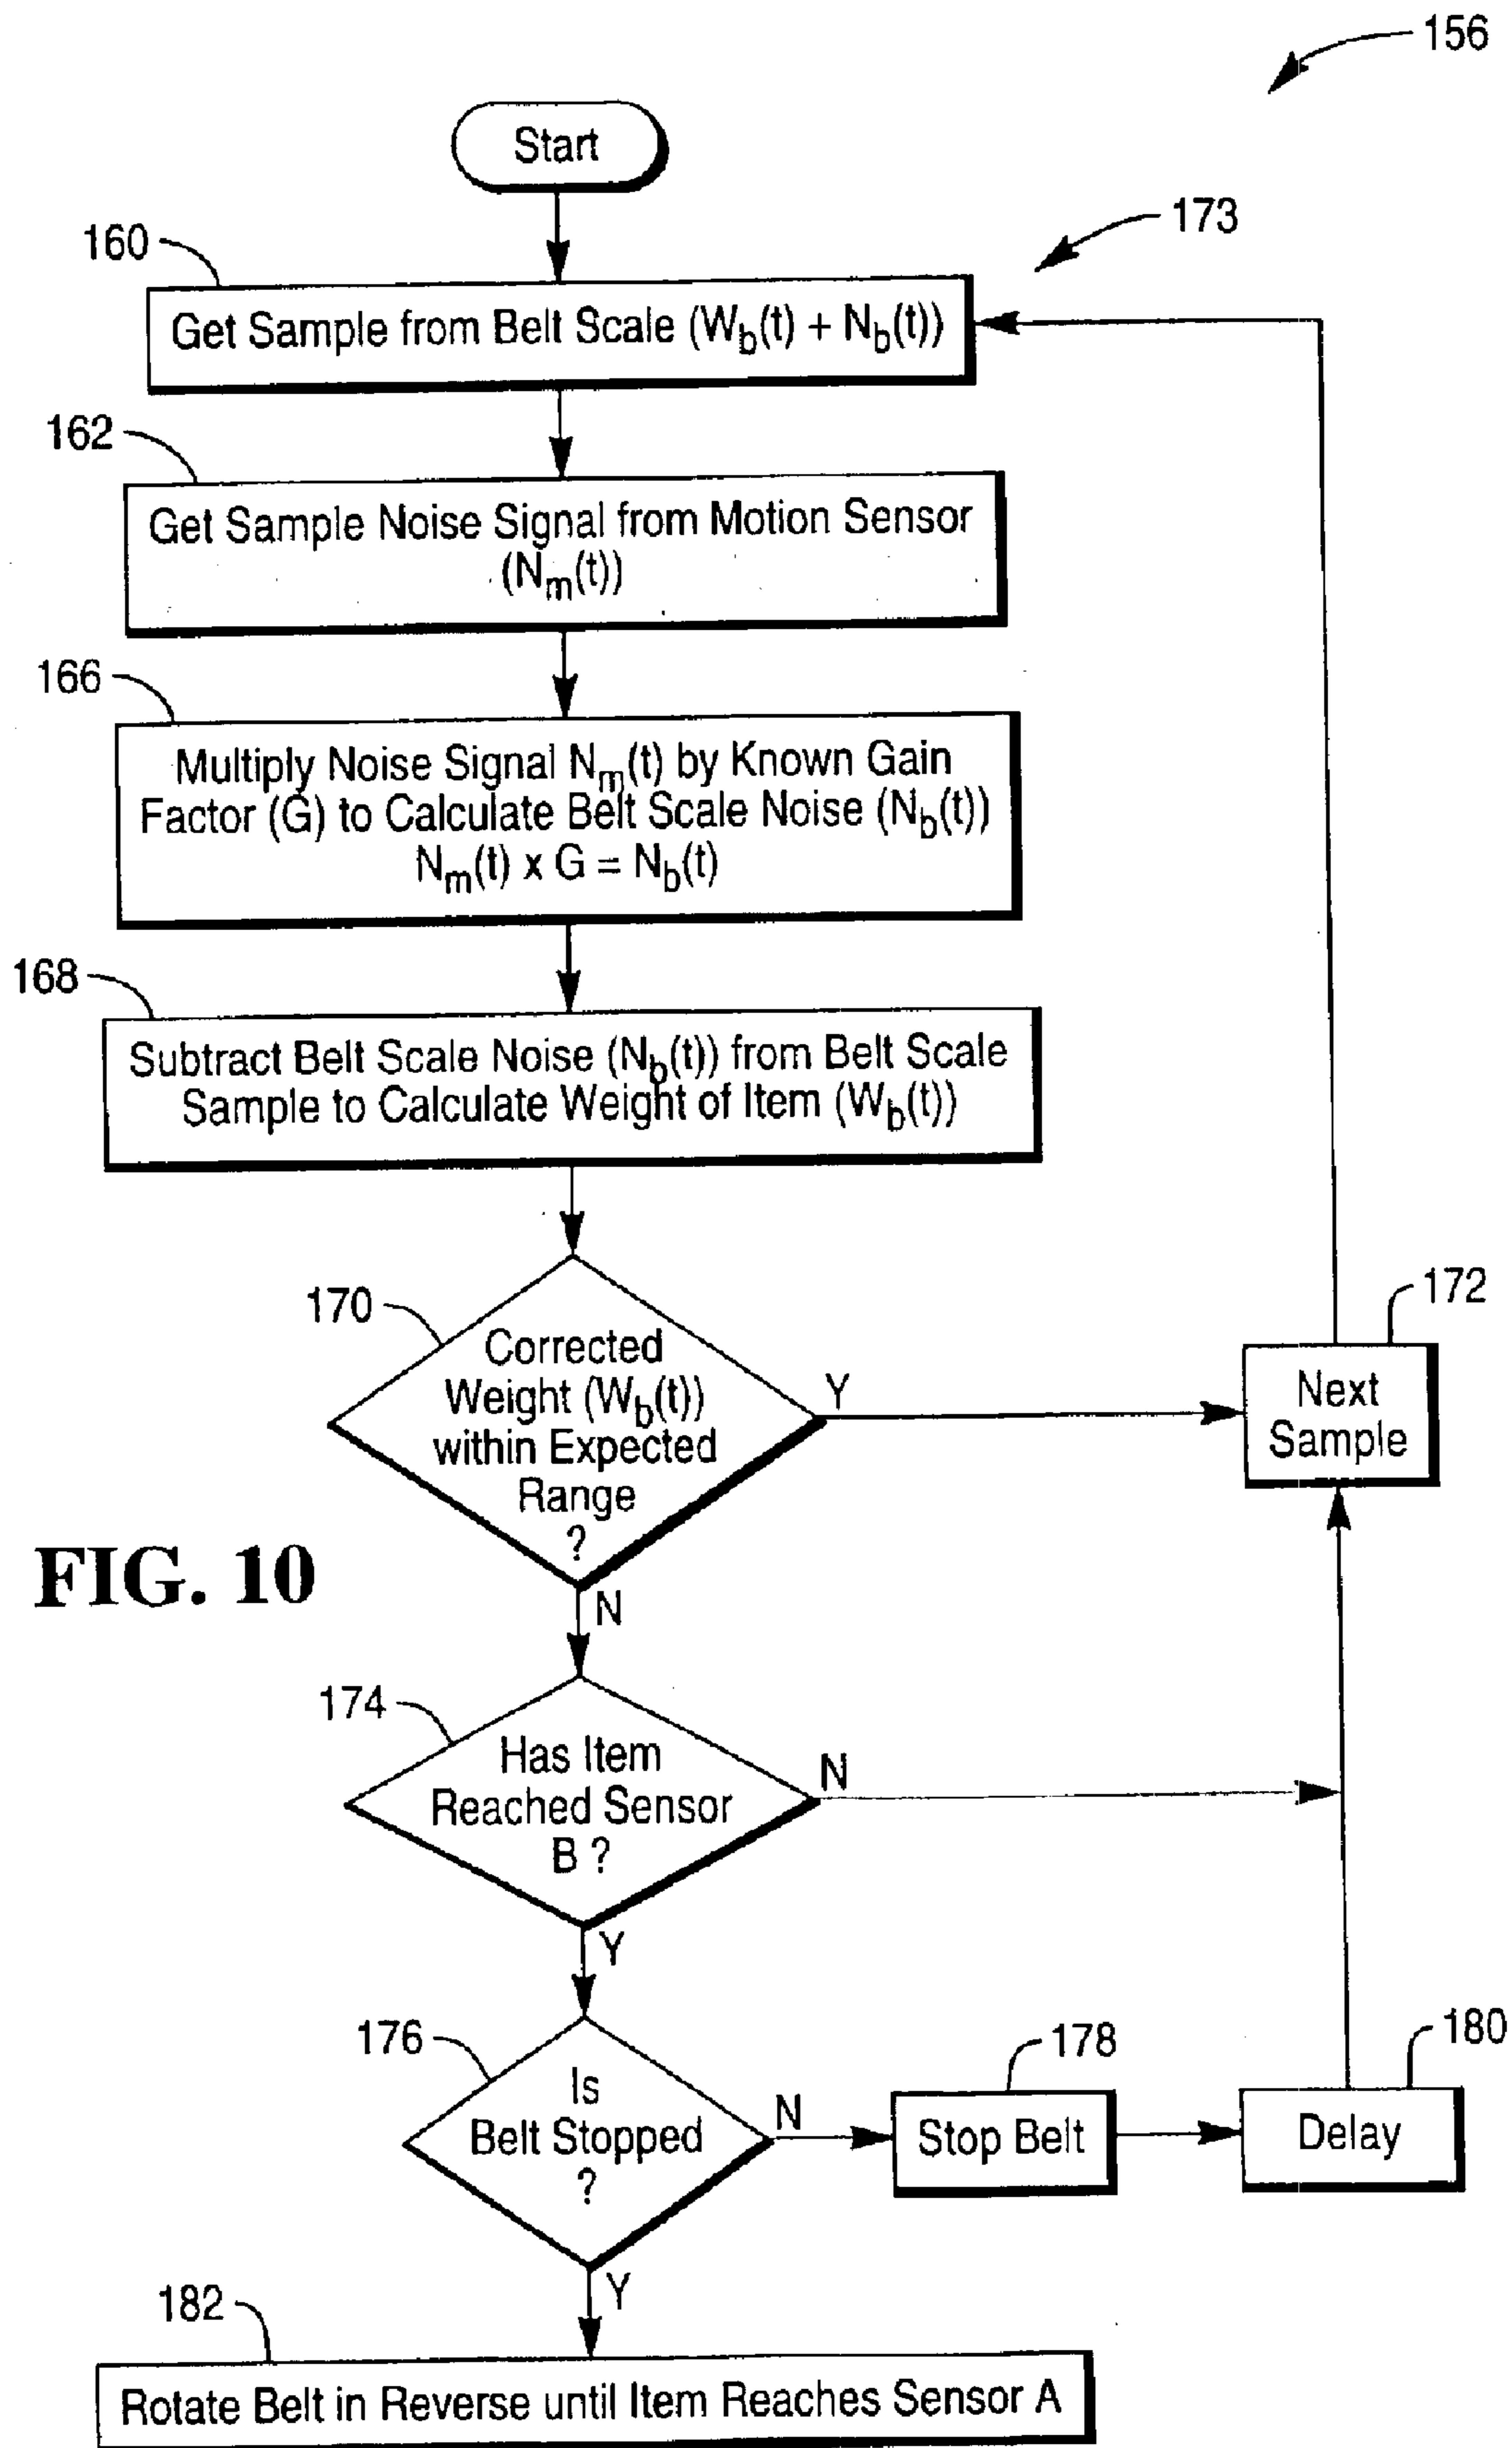 156
Start
173
160
Get Sample from Belt Scale (Wb(t) + Nb(t))
162
Get Sample Noise Signal from Motion Sensor
(Nm(t))
166
Multiply Noise Signal Nm(t) by Known Gain
Factor (G) to Calculate Belt Scale Noise (Nb(t))
Nm(t) x G = Nb(t)
168
Subtract Belt Scale Noise (Nb(t)) from Belt Scale
Sample to Calculate Weight of Item (Wb(t))
170
Corrected
Weight (Wb(t))
within Expected
Range
?
Y
172
Next
Sample
FIG. 10
N
174
Has Item
Reached Sensor
B ?
N
Y
176
Is
Belt Stopped
?
N
178
Stop Belt
180
Delay
Y
182
Rotate Belt in Reverse until Item Reaches Sensor A